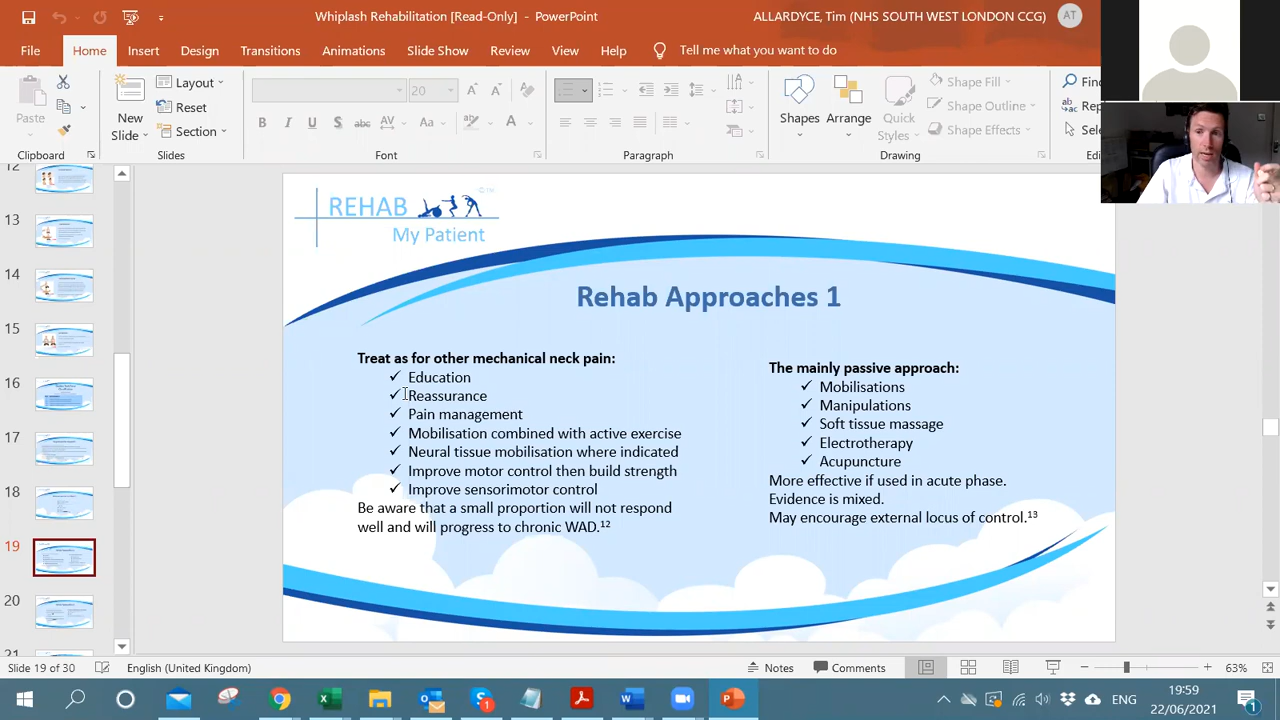 Whiplash Rehabilitation [Read-Only] - PowerPoint
ALLARDYCE, Tim (NHS SOUTH WEST LONDON CCG)
AT
File Home Insert Design Transitions Animations Slide Show Review View Help Tell me what you want to do
Paste
New
Slide
Layout
Reset
Section
20
Shapes
Arrange
Quick
Styles
Shape Fill
Shape Outline
Shape Effects
Clipboard
Slides
Font
Paragraph
Drawing
12
13
14
15
16
17
18
19
20
REHAB
©™
My Patient
Rehab Approaches 1
Treat as for other mechanical neck pain:
✓ Education
✓ Reassurance
✓ Pain management
✓ Mobilisation combined with active exercise
✓ Neural tissue mobilisation where indicated
✓ Improve motor control then build strength
✓ Improve sensorimotor control
Be aware that a small proportion will not respond
well and will progress to chronic WAD.12
The mainly passive approach:
✓ Mobilisations
✓ Manipulations
✓ Soft tissue massage
✓ Electrotherapy
✓ Acupuncture
More effective if used in acute phase.
Evidence is mixed.
May encourage external locus of control.13
Slide 19 of 30
English (United Kingdom)
Notes
Comments
63%
ENG
19:59
22/06/2021